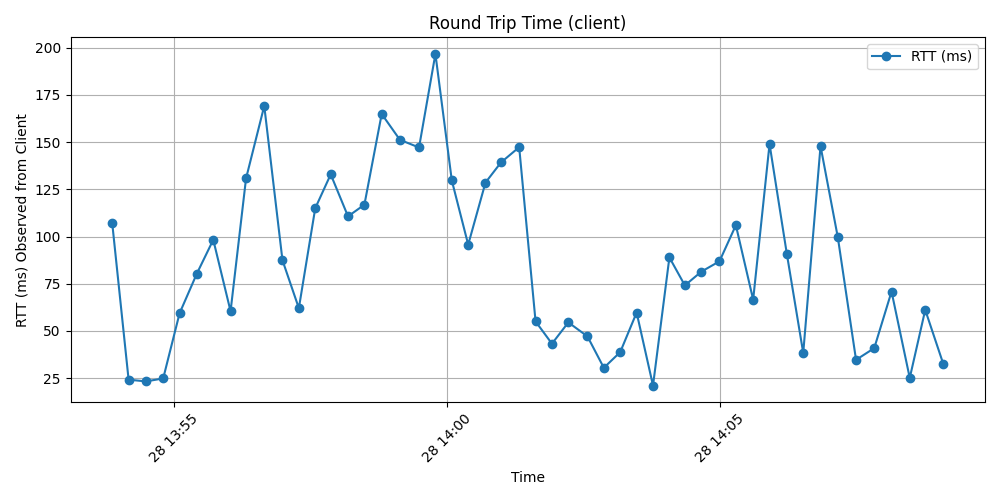 Round Trip Time (client)
RTT (ms)
RTT (ms) Observed from Client
200
175
150
125
100
75
50
25
28 13:55
28 14:00
28 14:05
Time